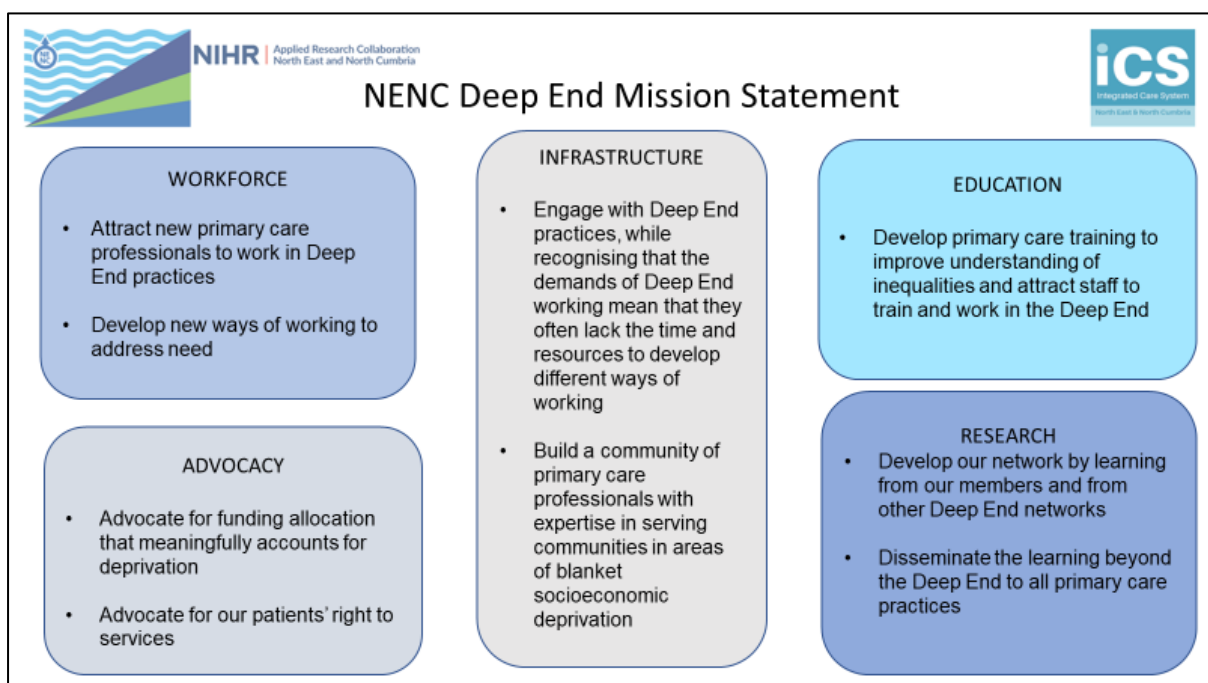 NE
NC
NIHR | Applied Research Collaboration
North East and North Cumbria
iCS
Integrated Care System
North East & North Cumbria
NENC Deep End Mission Statement
WORKFORCE
• Attract new primary care
professionals to work in Deep
End practices
• Develop new ways of working to
address need
ADVOCACY
• Advocate for funding allocation
that meaningfully accounts for
deprivation
• Advocate for our patients’ right to
services
INFRASTRUCTURE
• Engage with Deep End
practices, while
recognising that the
demands of Deep End
working mean that they
often lack the time and
resources to develop
different ways of
working
• Build a community of
primary care
professionals with
expertise in serving
communities in areas
of blanket
socioeconomic
deprivation
EDUCATION
• Develop primary care training to
improve understanding of
inequalities and attract staff to
train and work in the Deep End
RESEARCH
• Develop our network by learning
from our members and from
other Deep End networks
• Disseminate the learning beyond
the Deep End to all primary care
practices